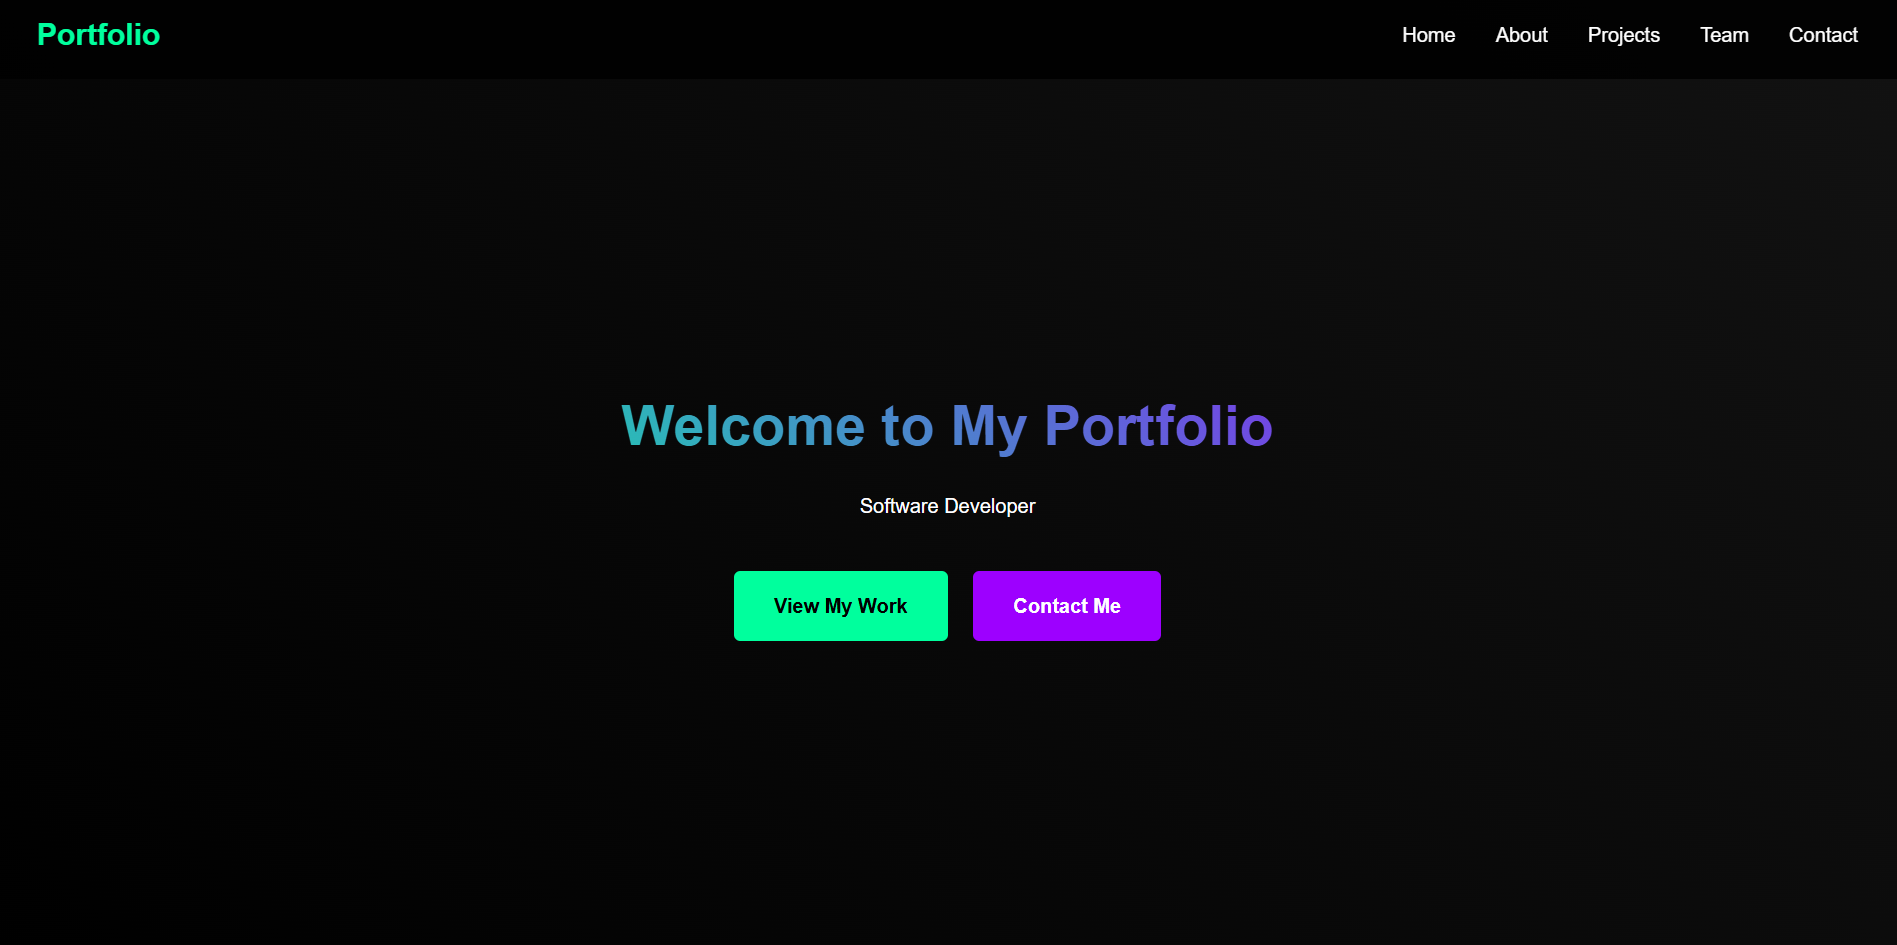 Portfolio
Home About Projects Team Contact
Welcome to My Portfolio
Software Developer
View My Work
Contact Me